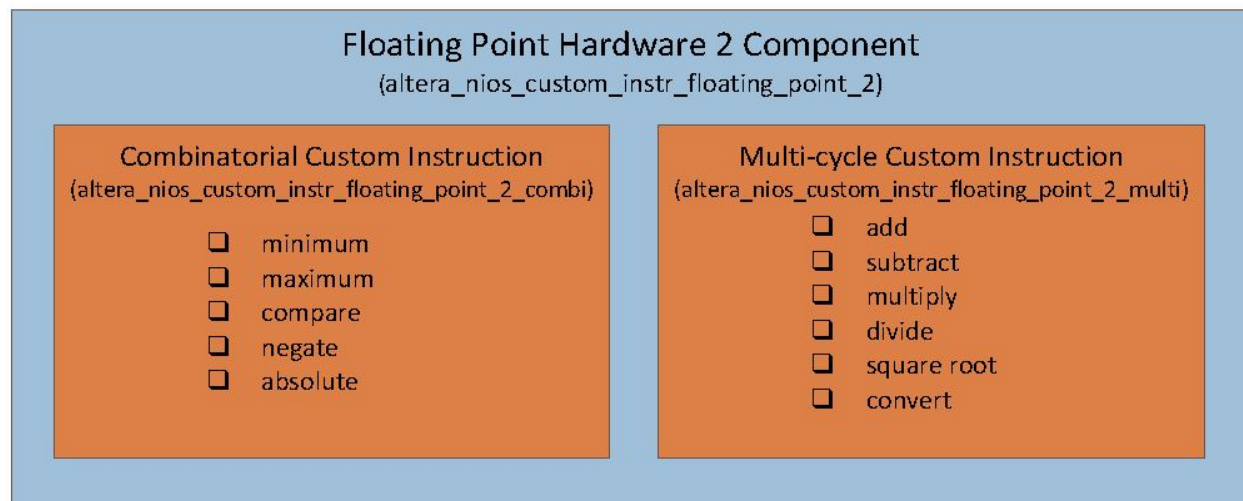 Floating Point Hardware 2 Component
(altera_nios_custom_instr_floating_point_2)
Combinatorial Custom Instruction
(altera_nios_custom_instr_floating_point_2_combi)
❑ minimum
❑ maximum
❑ compare
❑ negate
❑ absolute
Multi-cycle Custom Instruction
(altera_nios_custom_instr_floating_point_2_multi)
❑ add
❑ subtract
❑ multiply
❑ divide
❑ square root
❑ convert